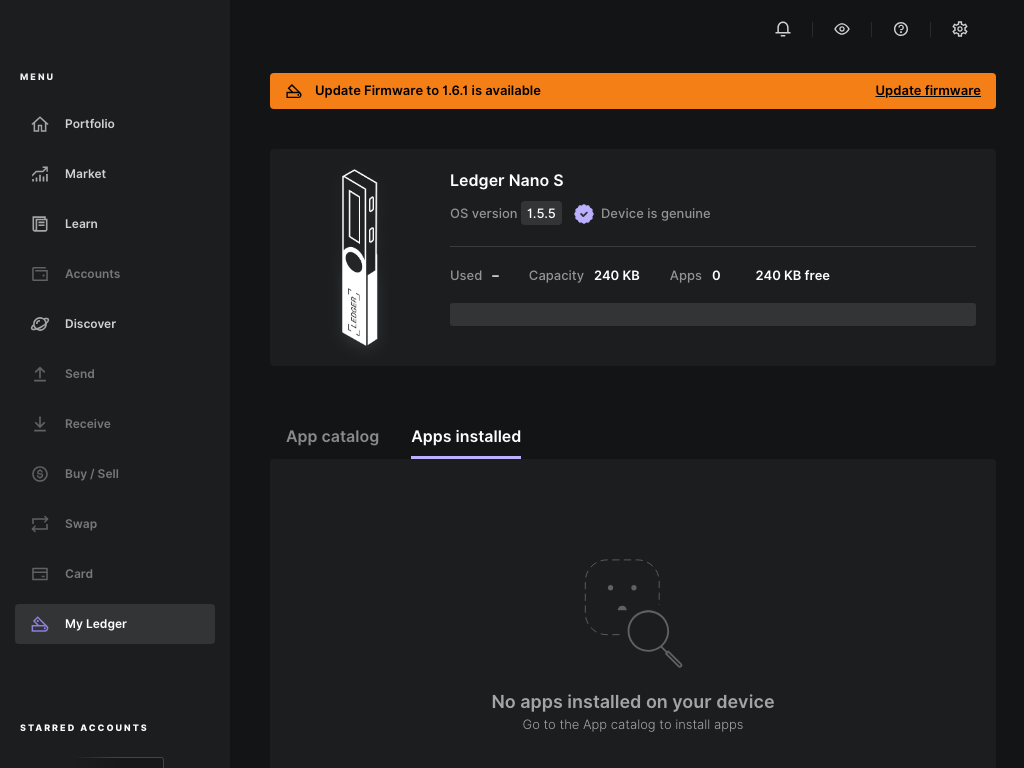 MENU
Portfolio
Market
Learn
Accounts
Discover
Send
Receive
Buy / Sell
Swap
Card
My Ledger
STARRED ACCOUNTS
Update Firmware to 1.6.1 is available
Update firmware
LEDGER
Ledger Nano S
OS version 1.5.5 Device is genuine
Used – Capacity 240 KB Apps 0 240 KB free
App catalog Apps installed
No apps installed on your device
Go to the App catalog to install apps